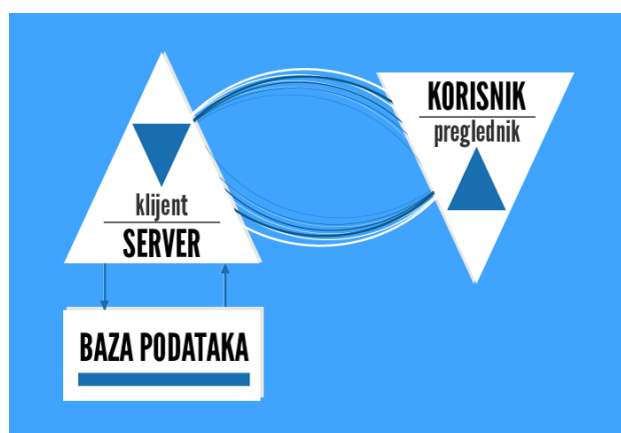 KORISNIK
preglednik
klijent
SERVER
BAZA PODATAKA